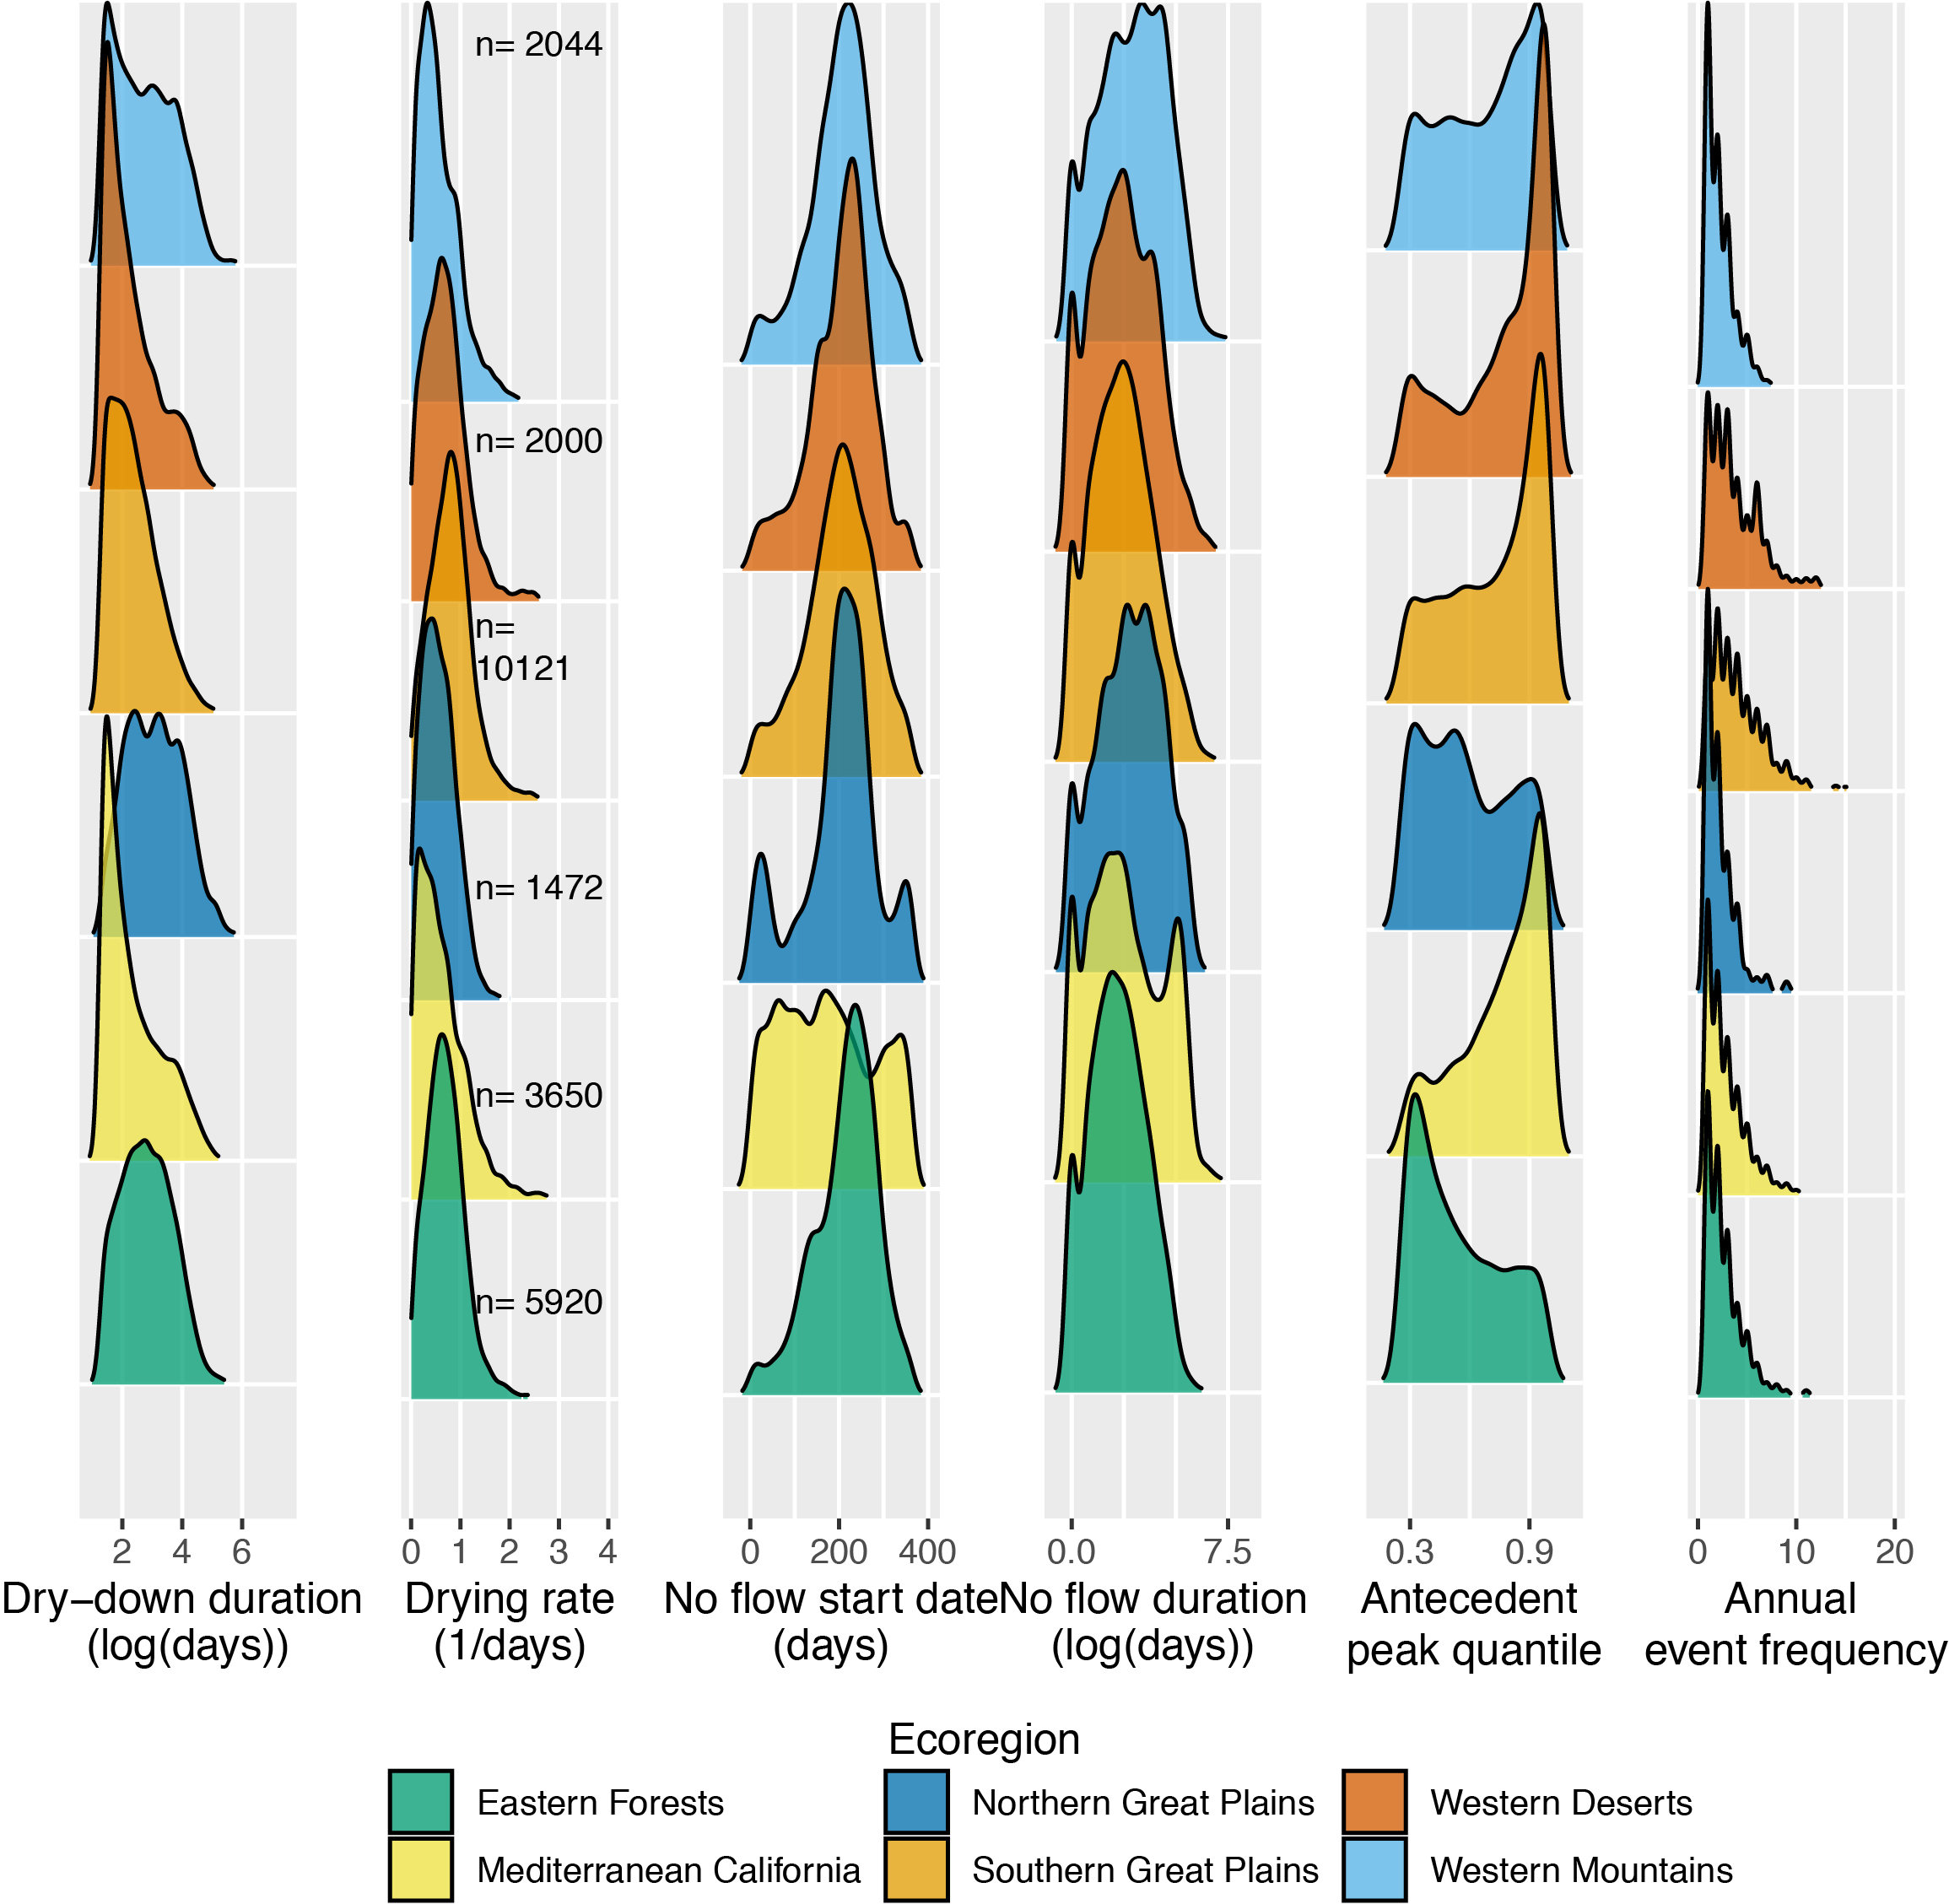 n= 2044
n= 2000
n=
10121
n= 1472
n= 3650
n= 5920
2 4 6
0 1 2 3 4
0 200 400
0.0 7.5
0.3 0.9
0 10 20
Dry−down duration
(log(days))
Drying rate
(1/days)
No flow start date
(days)
No flow duration
(log(days))
Antecedent
peak quantile
Annual
event frequency
Ecoregion
Eastern Forests
Mediterranean California
Northern Great Plains
Southern Great Plains
Western Deserts
Western Mountains